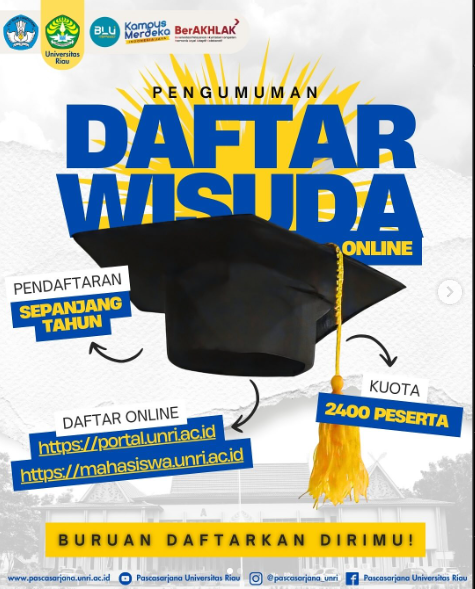 Universitas
Riau
BLU
Kampus
Merdeka
INDONESIA JAYA
BerAKHLAK
PENGUMUMAN
DAFTAR
WISUDA
ONLINE
PENDAFTARAN
SEPANJANG
TAHUN
KUOTA
2400 PESERTA
DAFTAR ONLINE
https://portal.unri.ac.id
https://mahasiswa.unri.ac.id
BURUAN DAFTARKAN DIRIMU!
www.pascasarjana.unri.ac.id Pascasarjana Universitas Riau @pascasarjana_unri Pascasarjana Universitas Riau